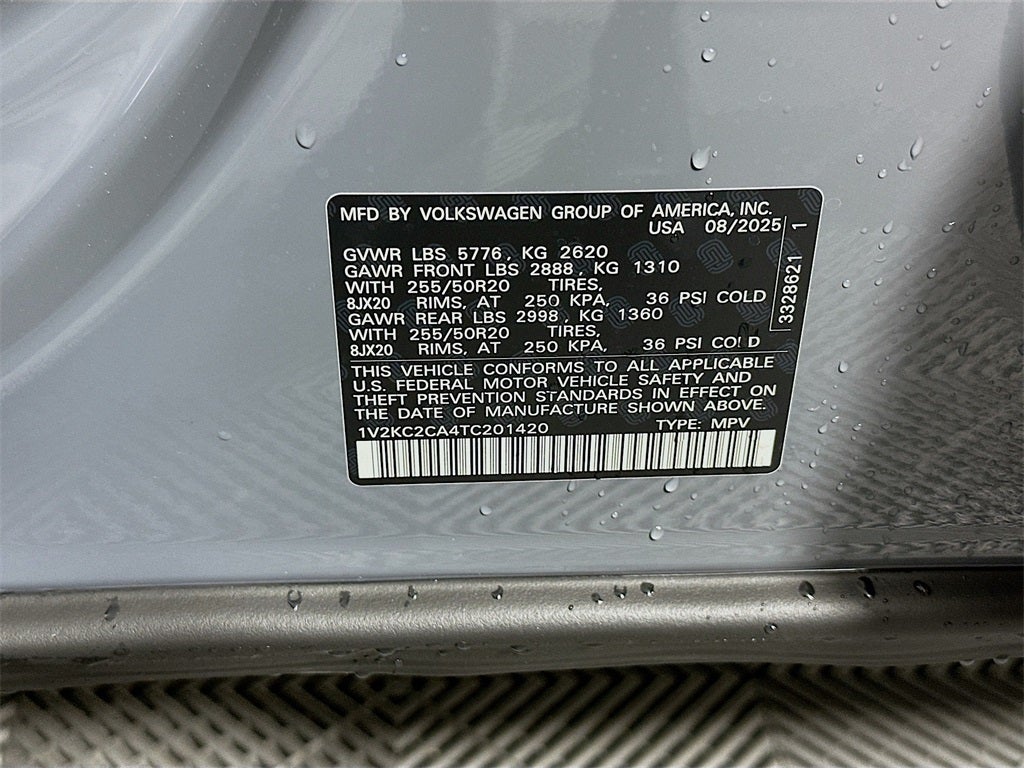 MFD BY VOLKSWAGEN GROUP OF AMERICA, INC.
USA 08/2025
GVWR LBS 5776, KG 2620
GAWR FRONT LBS 2888, KG 1310
WITH 255/50R20 TIRES,
8JX20 RIMS, AT 250 KPA, 36 PSI COLD
GAWR REAR LBS 2998, KG 1360
WITH 255/50R20 TIRES,
8JX20 RIMS, AT 250 KPA, 36 PSI COLD
THIS VEHICLE CONFORMS TO ALL APPLICABLE
U.S. FEDERAL MOTOR VEHICLE SAFETY AND
THEFT PREVENTION STANDARDS IN EFFECT ON
THE DATE OF MANUFACTURE SHOWN ABOVE.
1V2KC2CA4TC201420 TYPE: MPV
3328621 1